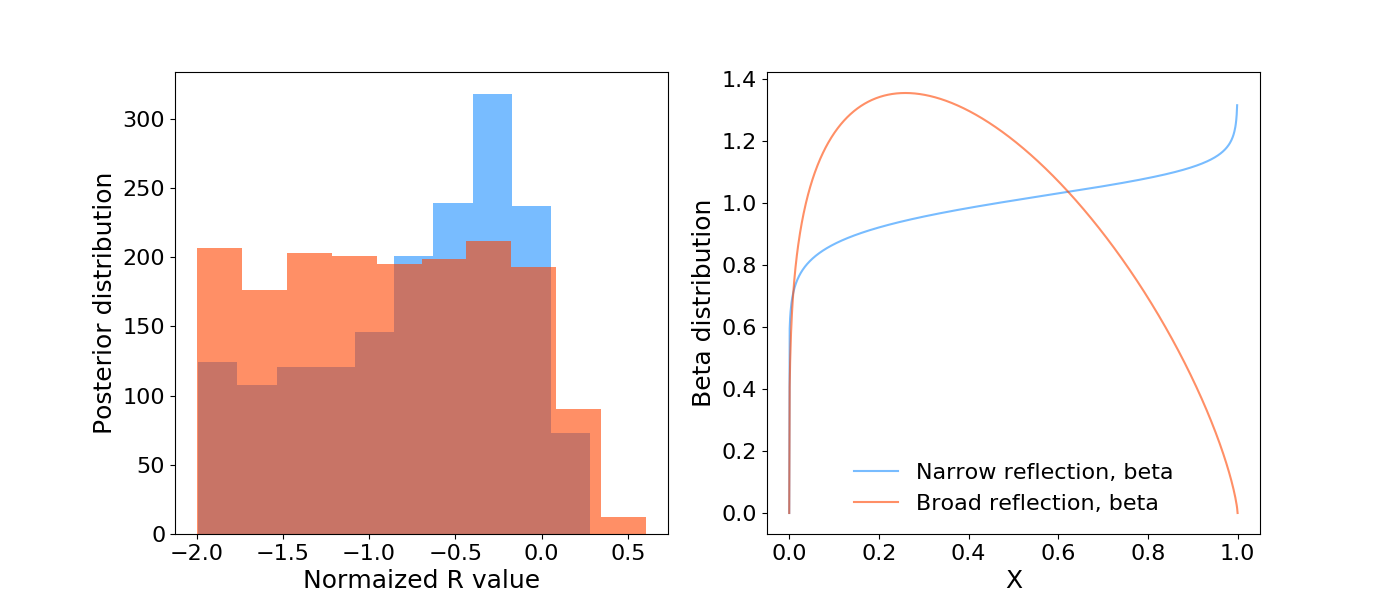 Posterior distribution
300
250
200
150
100
50
0
−2.0 −1.5 −1.0 −0.5 0.0 0.5
Normaized R value
Beta distribution
1.4
1.2
1.0
0.8
0.6
0.4
0.2
0.0
Narrow reflection, beta
Broad reflection, beta
0.0 0.2 0.4 0.6 0.8 1.0
X